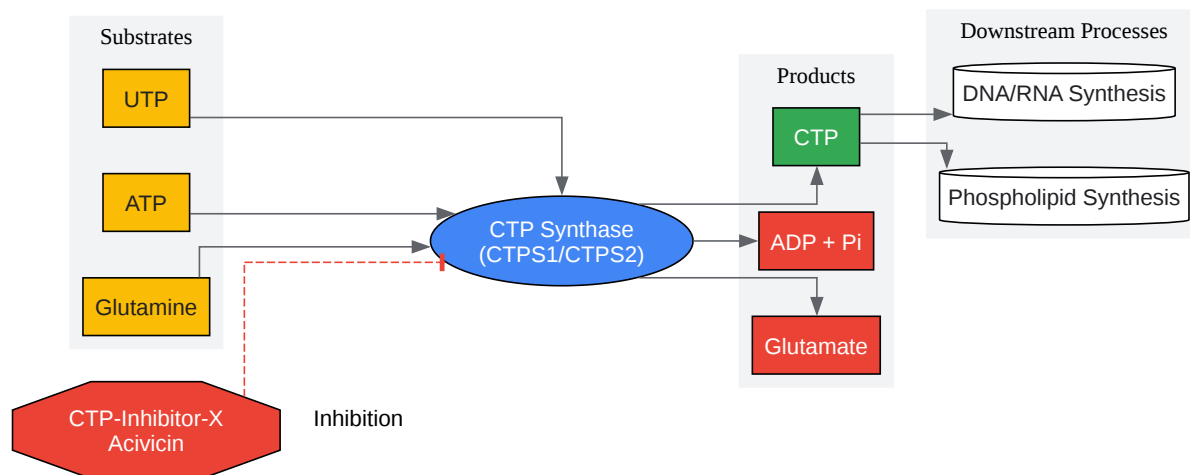 Substrates
UTP
ATP
Glutamine
CTP-Inhibitor-X
Acivicin
Inhibition
CTP Synthase
(CTPS1/CTPS2)
Products
CTP
ADP + Pi
Glutamate
Downstream Processes
DNA/RNA Synthesis
Phospholipid Synthesis